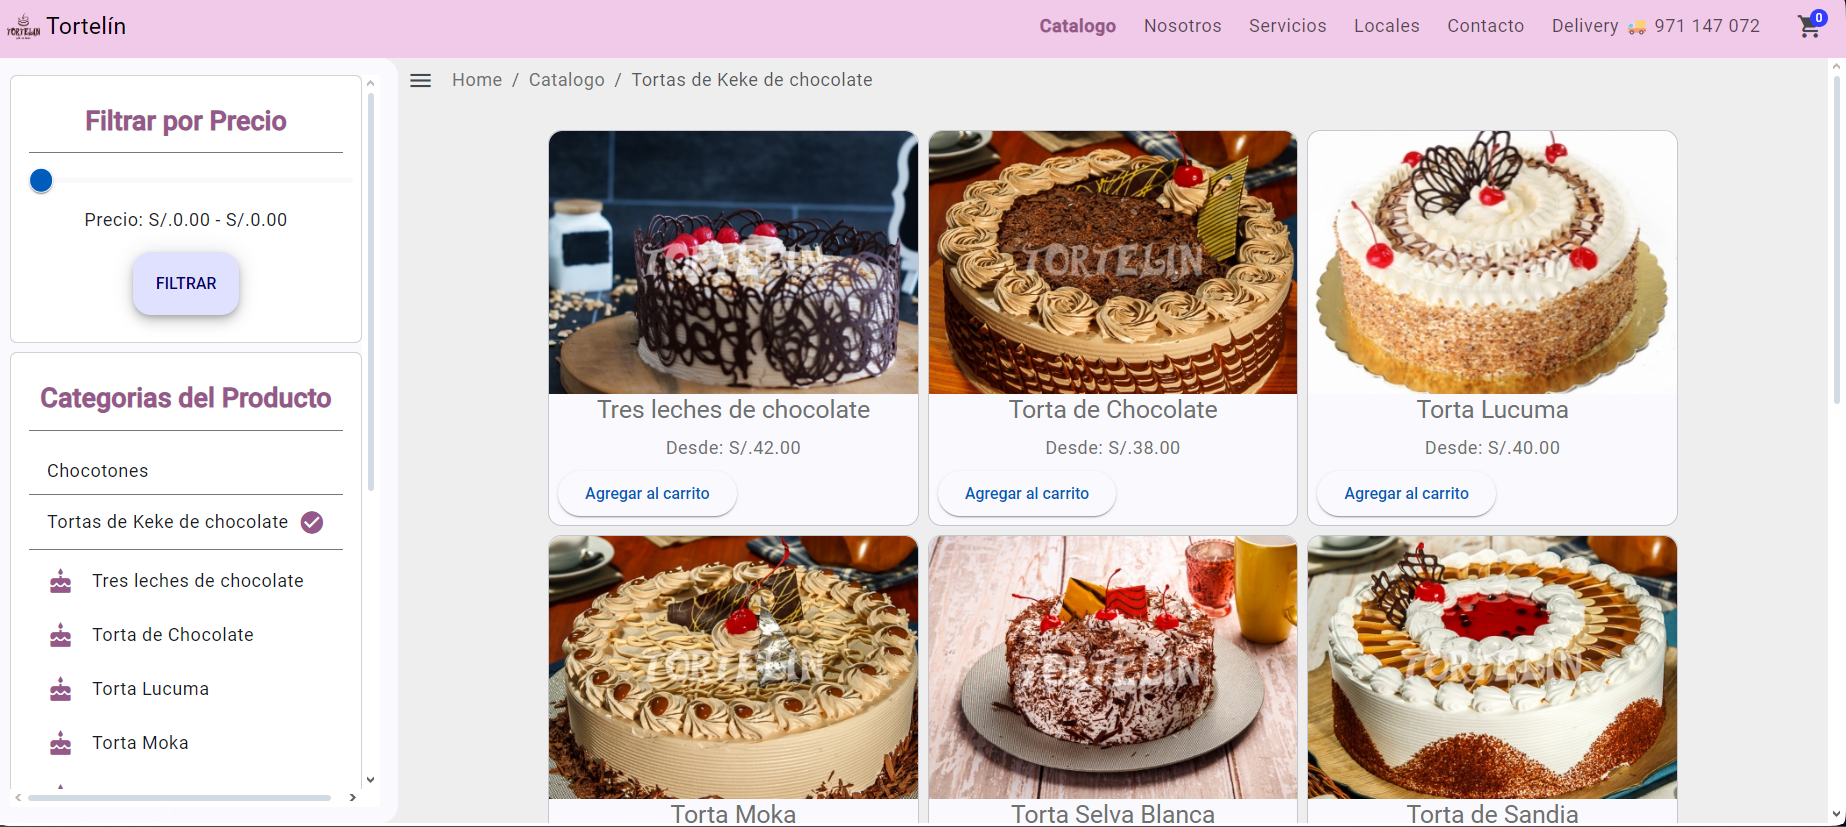 TORTELIN
Tortelín
Catalogo
Nosotros
Servicios
Locales
Contacto
Delivery 🚚 971 147 072
0
Filtrar por Precio
Precio: S/.0.00 - S/.0.00
FILTRAR
Categorias del Producto
Chocotones
Tortas de Keke de chocolate
Tres leches de chocolate
Torta de Chocolate
Torta Lucuma
Torta Moka
Home / Catalogo / Tortas de Keke de chocolate
TORTELIN
Tres leches de chocolate
Desde: S/.42.00
Agregar al carrito
TORTELIN
Torta de Chocolate
Desde: S/.38.00
Agregar al carrito
Torta Lucuma
Desde: S/.40.00
Agregar al carrito
TORTELIN
Torta Moka
TORTELIN
Torta Selva Blanca
TORTELIN
Torta de Sandia